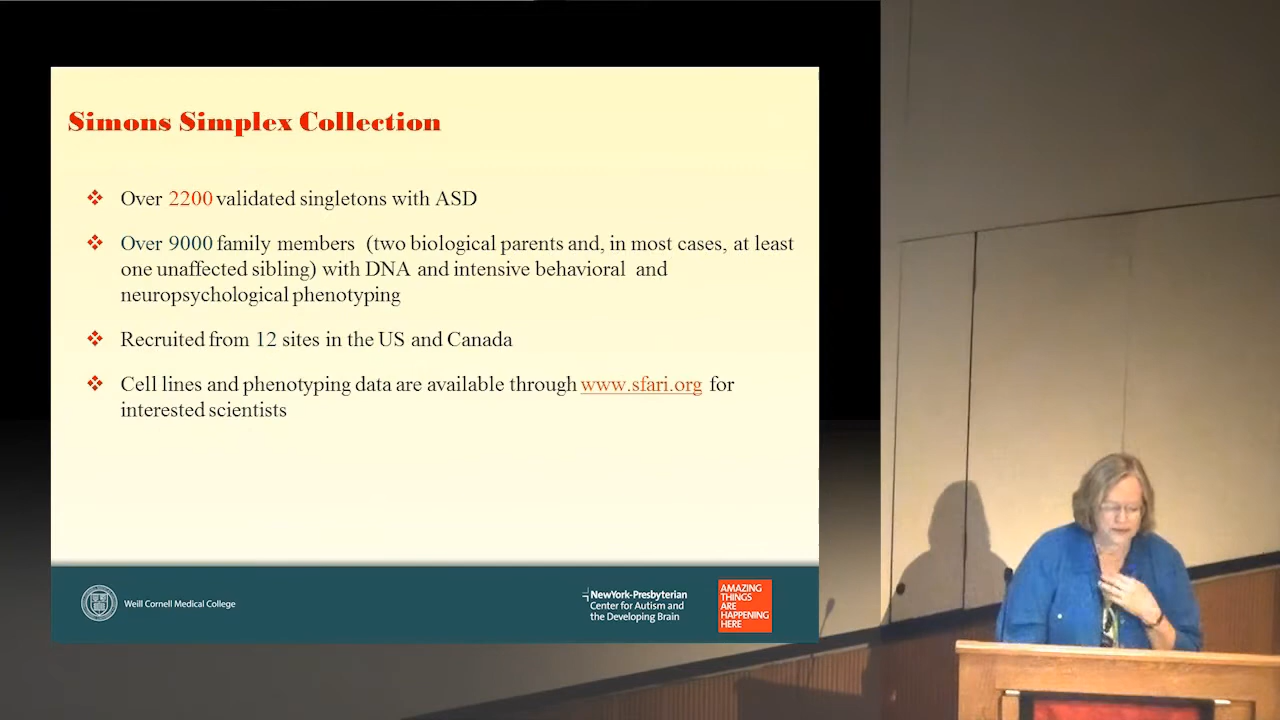 Simons Simplex Collection
Over 2200 validated singletons with ASD
Over 9000 family members (two biological parents and, in most cases, at least
one unaffected sibling) with DNA and intensive behavioral and
neuropsychological phenotyping
Recruited from 12 sites in the US and Canada
Cell lines and phenotyping data are available through www.sfari.org for
interested scientists
Weill Cornell Medical College
NewYork-Presbyterian
Center for Autism and
the Developing Brain
AMAZING
THINGS
ARE
HAPPENING
HERE